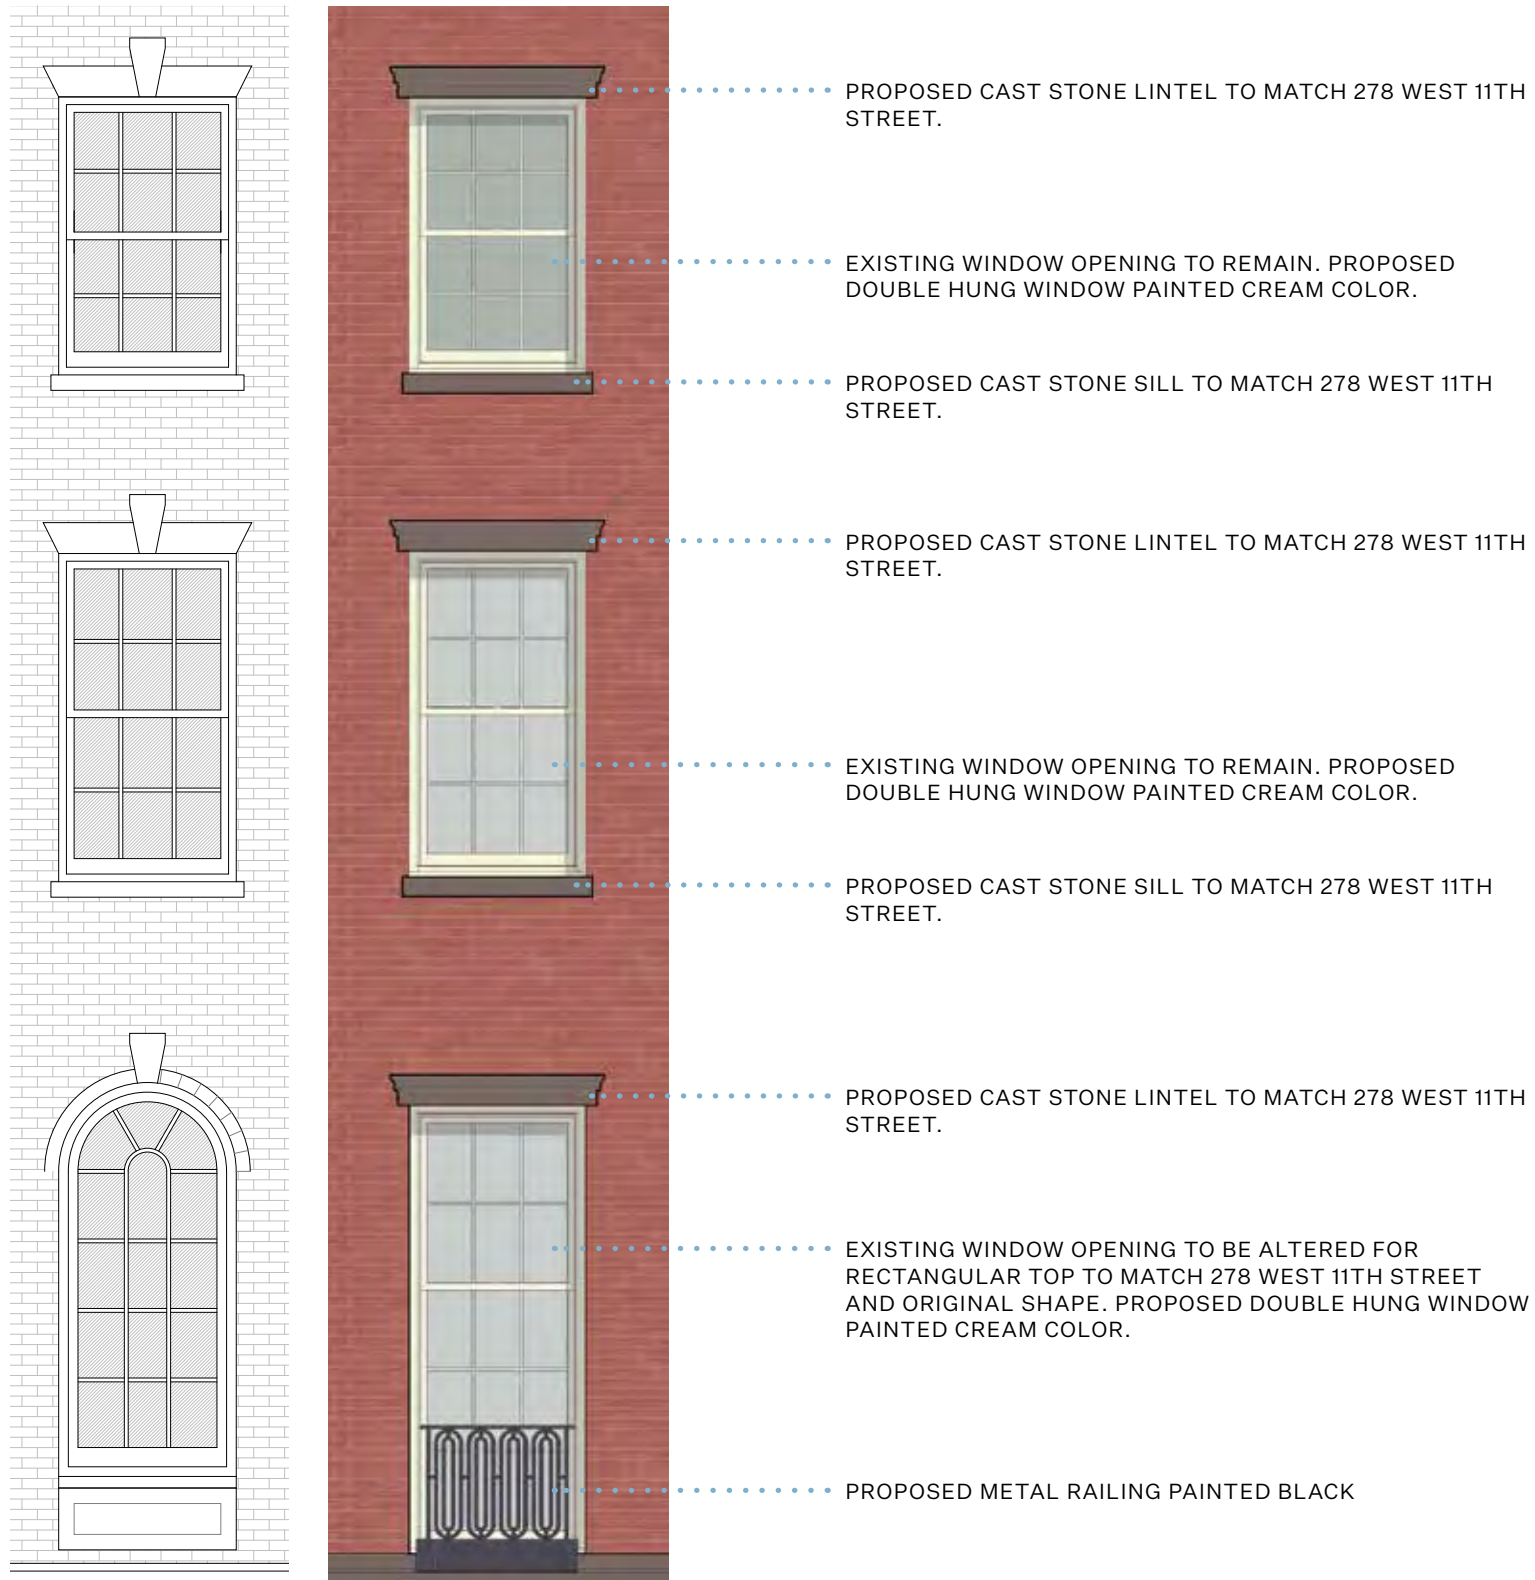 PROPOSED CAST STONE LINTEL TO MATCH 278 WEST 11TH
STREET.
EXISTING WINDOW OPENING TO REMAIN. PROPOSED
DOUBLE HUNG WINDOW PAINTED CREAM COLOR.
PROPOSED CAST STONE SILL TO MATCH 278 WEST 11TH
STREET.
PROPOSED CAST STONE LINTEL TO MATCH 278 WEST 11TH
STREET.
EXISTING WINDOW OPENING TO REMAIN. PROPOSED
DOUBLE HUNG WINDOW PAINTED CREAM COLOR.
PROPOSED CAST STONE SILL TO MATCH 278 WEST 11TH
STREET.
PROPOSED CAST STONE LINTEL TO MATCH 278 WEST 11TH
STREET.
EXISTING WINDOW OPENING TO BE ALTERED FOR
RECTANGULAR TOP TO MATCH 278 WEST 11TH STREET
AND ORIGINAL SHAPE. PROPOSED DOUBLE HUNG WINDOW
PAINTED CREAM COLOR.
PROPOSED METAL RAILING PAINTED BLACK